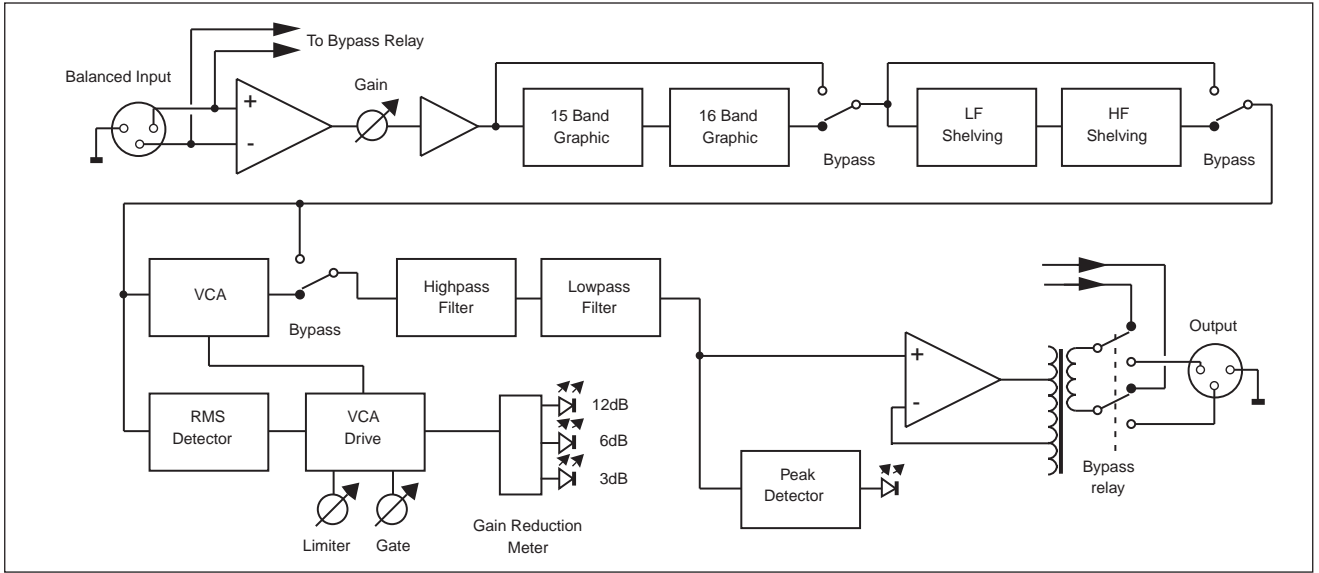 To Bypass Relay
Balanced Input
Gain
+
-
15 Band
Graphic
16 Band
Graphic
Bypass
LF
Shelving
HF
Shelving
Bypass
VCA
Bypass
Highpass
Filter
Lowpass
Filter
Output
+
-
RMS
Detector
VCA
Drive
12dB
6dB
3dB
Peak
Detector
Bypass
relay
Gain Reduction
Meter
Limiter
Gate